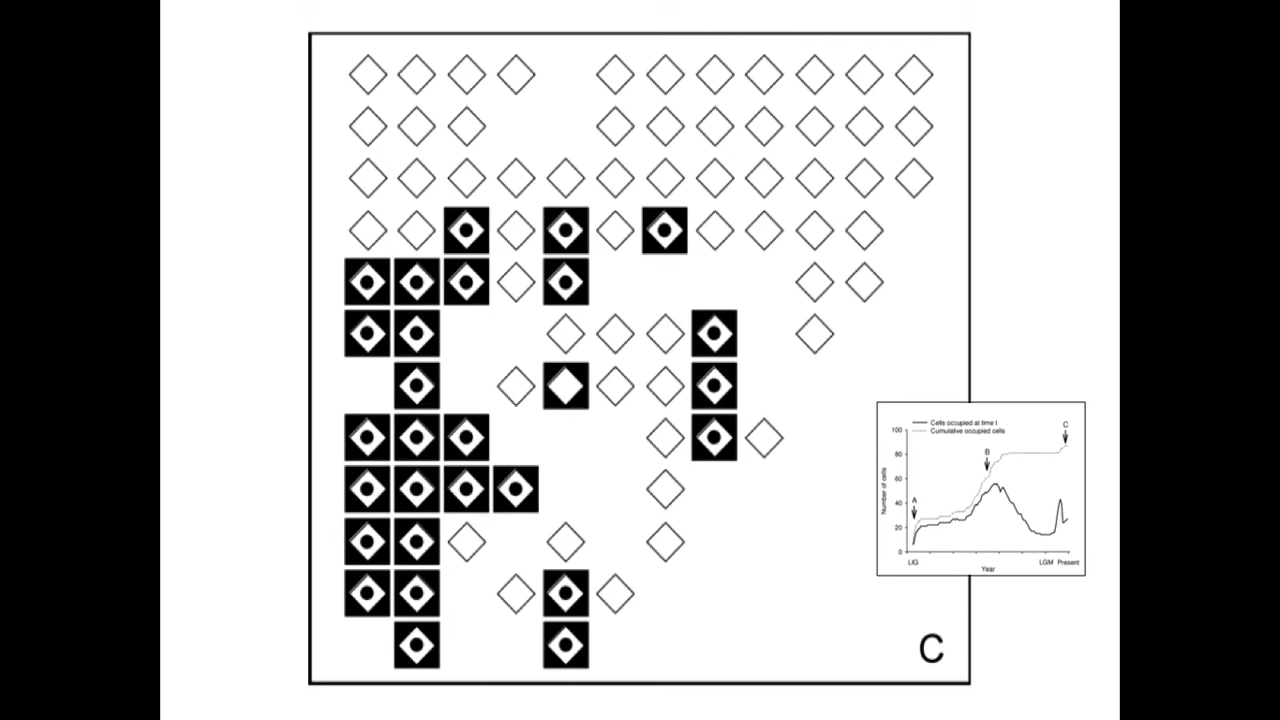 Cells occupied at time t
Cumulative occupied cells
100
80
60
40
20
0
Number of cells
A
B
C
LIG
LGM
Present
Year
C